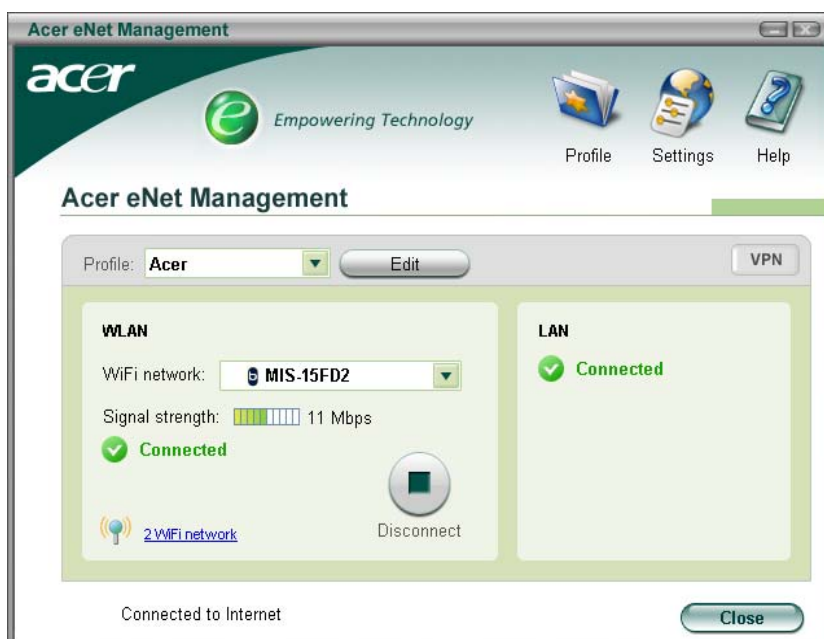 Acer eNet Management
acer
e Empowering Technology
Profile Settings Help
Acer eNet Management
Profile: Acer Edit VPN
WLAN
WiFi network: MIS-15FD2
Signal strength: 11 Mbps
Connected
2 WiFi network
Disconnect
LAN
Connected
Connected to Internet
Close